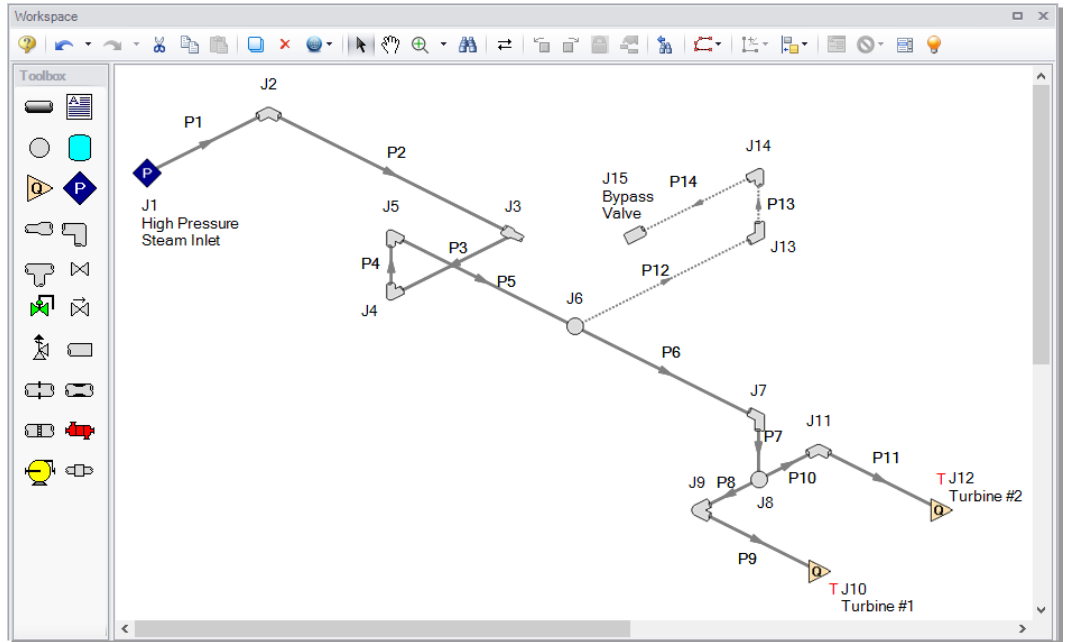 Workspace
Toolbox
A
Q
P
J2
P1
P2
P
J1
High Pressure
Steam Inlet
J5
J3
P3
P4
P5
J4
J6
J14
J15
Bypass
Valve
P14
P13
J13
P12
P6
J7
P7
J11
P10
P11
J9
P8
J8
T J12
Turbine #2
Q
P9
Q
T J10
Turbine #1